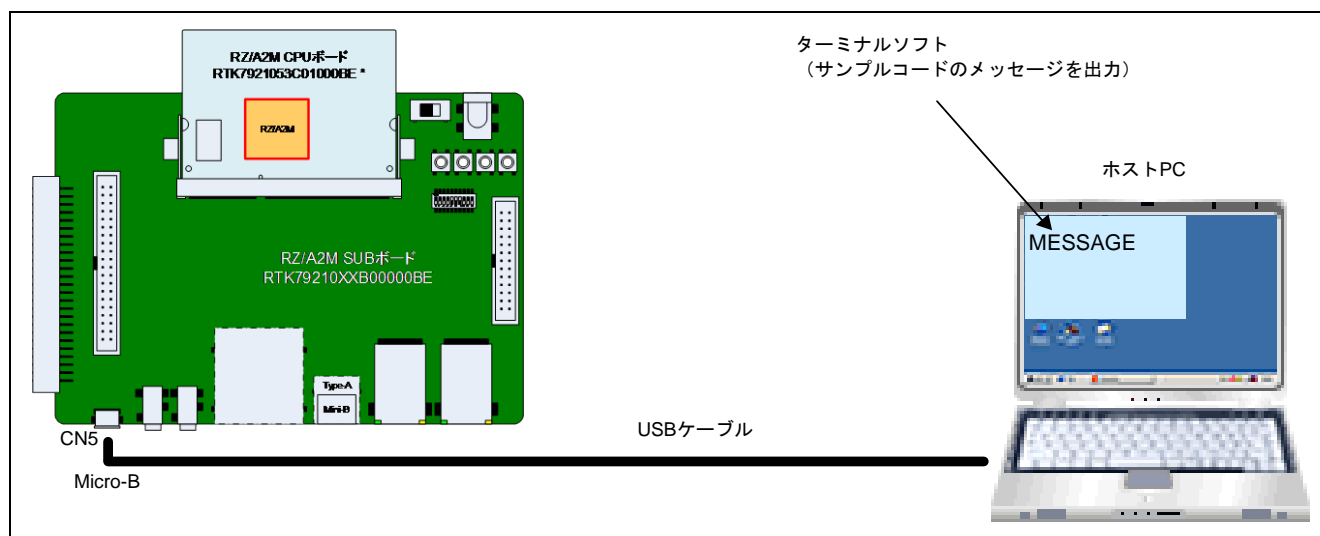 RZ/A2M CPUボード
RTK7921053C01000BE *
RZ/A2M
RZ/A2M SUBボード
RTK79210XXB00000BE
Type-A
Mini-B
CN5
Micro-B
USBケーブル
ターミナルソフト
（サンプルコードのメッセージを出力）
ホストPC
MESSAGE